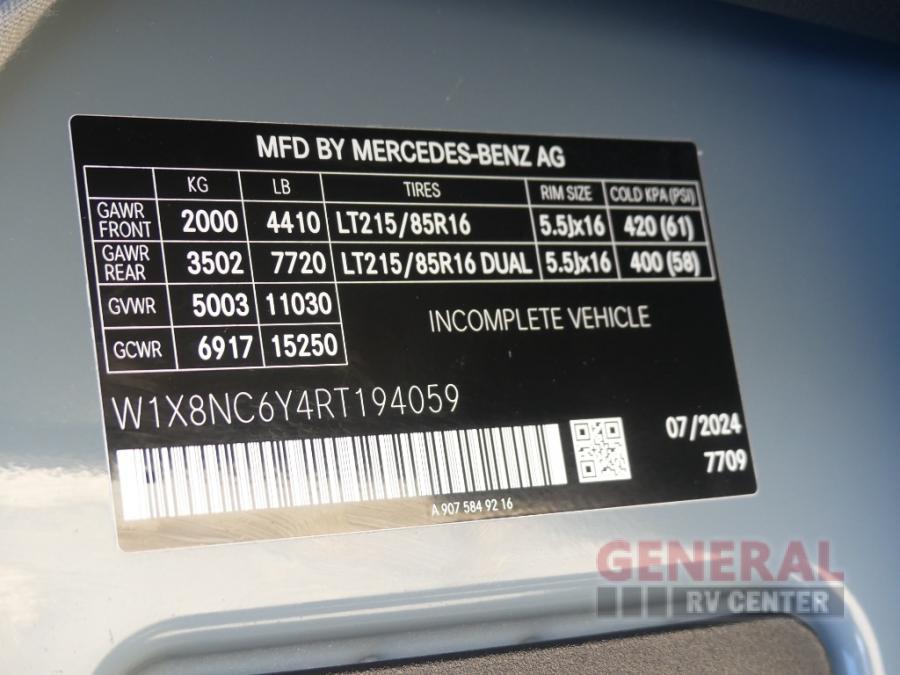 MFD BY MERCEDES-BENZ AG
KG LB TIRES RIM SIZE COLD KPA (PSI)
GAWR FRONT 2000 4410 LT215/85R16 5.5Jx16 420 (61)
GAWR REAR 3502 7720 LT215/85R16 DUAL 5.5Jx16 400 (58)
GVWR 5003 11030
INCOMPLETE VEHICLE
GCWR 6917 15250
W1X8NC6Y4RT194059
07/2024
7709
A 907 584 92 16
GENERAL
RV CENTER